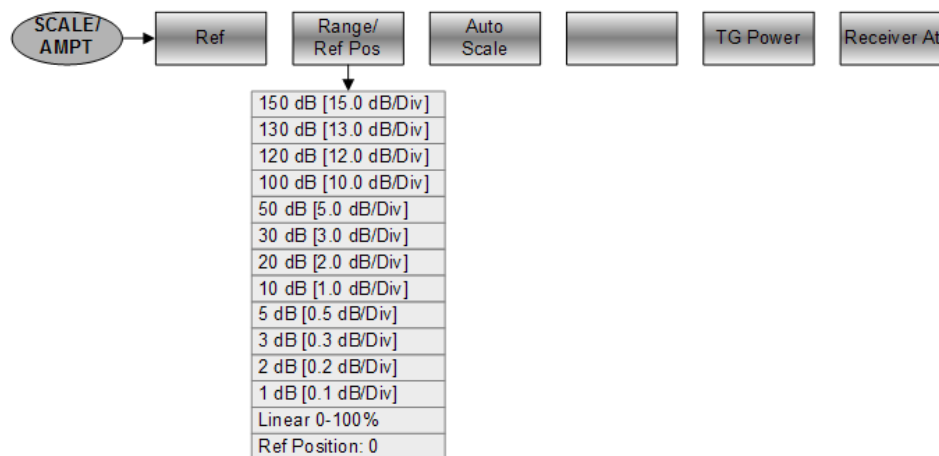 SCALE/
AMPT
Ref
Range/
Ref Pos
Auto
Scale
TG Power
Receiver At
150 dB [15.0 dB/Div]
130 dB [13.0 dB/Div]
120 dB [12.0 dB/Div]
100 dB [10.0 dB/Div]
50 dB [5.0 dB/Div]
30 dB [3.0 dB/Div]
20 dB [2.0 dB/Div]
10 dB [1.0 dB/Div]
5 dB [0.5 dB/Div]
3 dB [0.3 dB/Div]
2 dB [0.2 dB/Div]
1 dB [0.1 dB/Div]
Linear 0-100%
Ref Position: 0